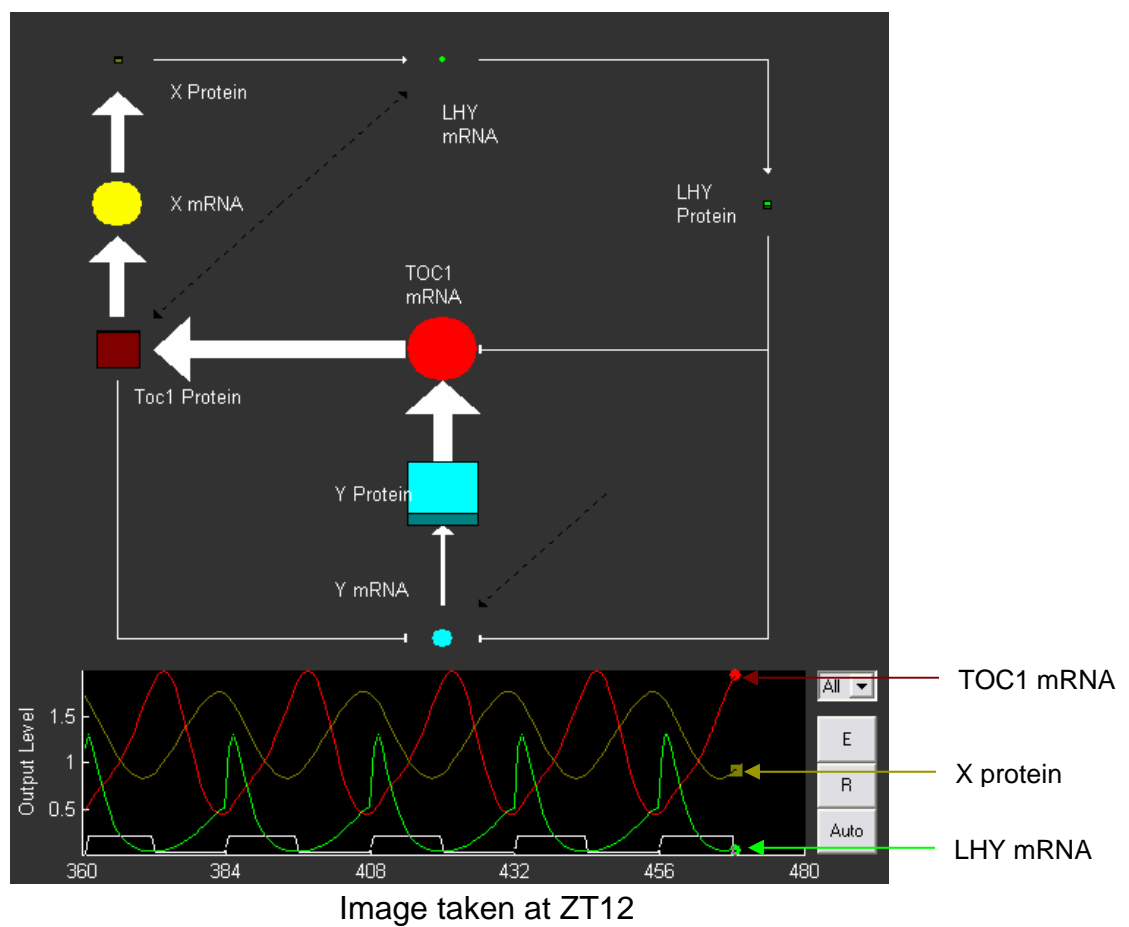 X Protein
LHY
mRNA
X mRNA
LHY
Protein
TOC1
mRNA
Toc1 Protein
Y Protein
Y mRNA
Output Level
1.5
1
0.5
360
384
408
432
456
480
All
E
R
Auto
TOC1 mRNA
X protein
LHY mRNA
Image taken at ZT12